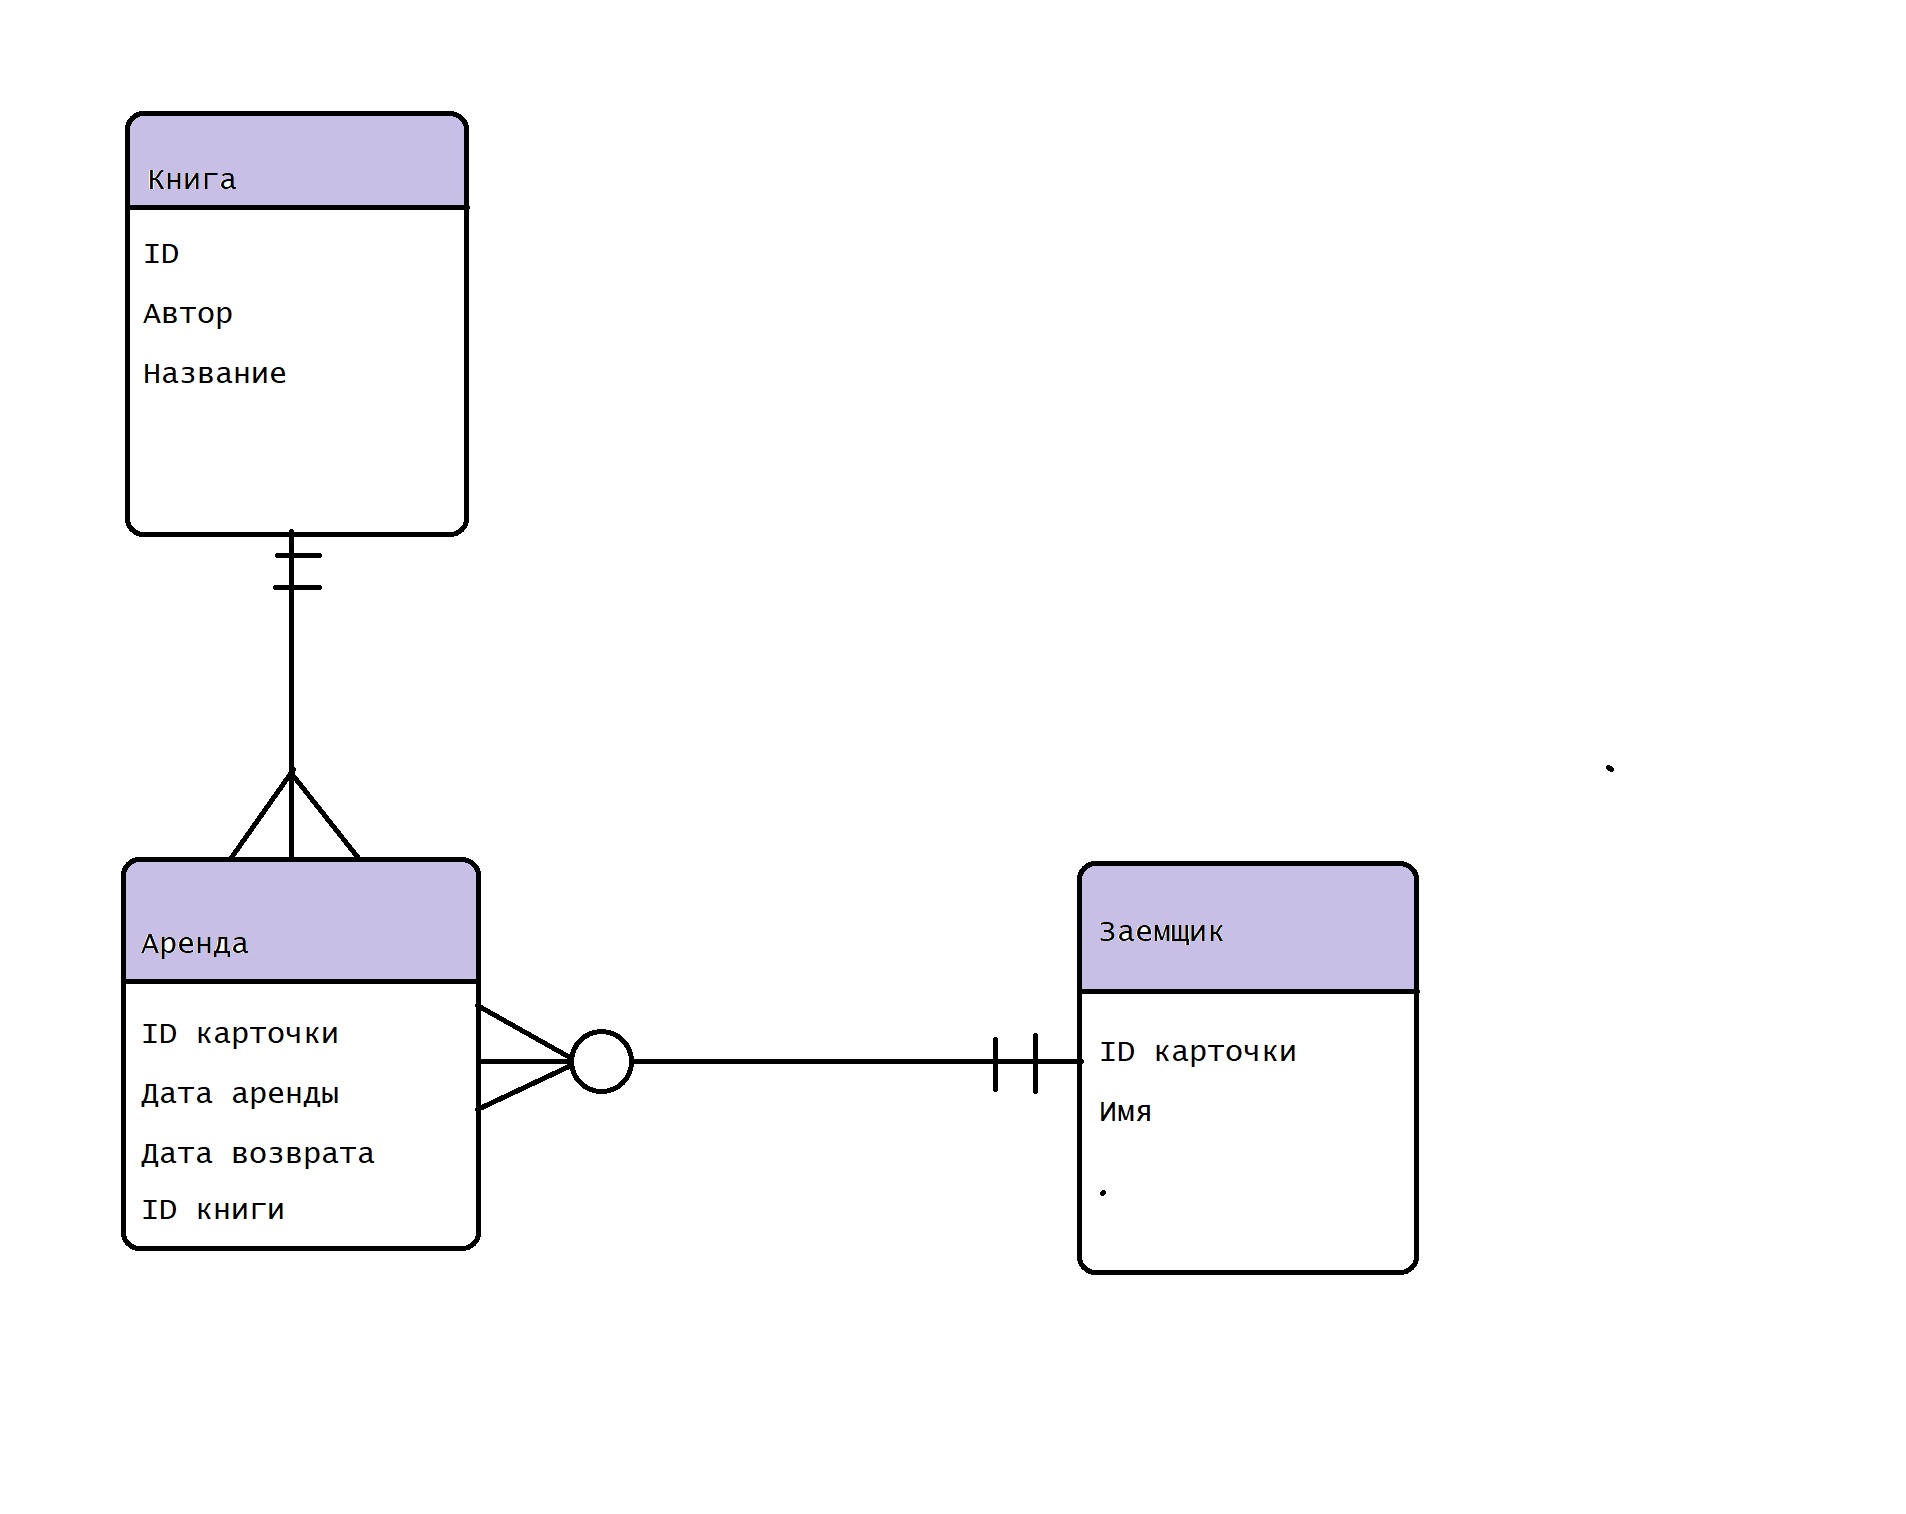 Книга
ID
Автор
Название
Аренда
ID карточки
Дата аренды
Дата возврата
ID книги
Заемщик
ID карточки
Имя